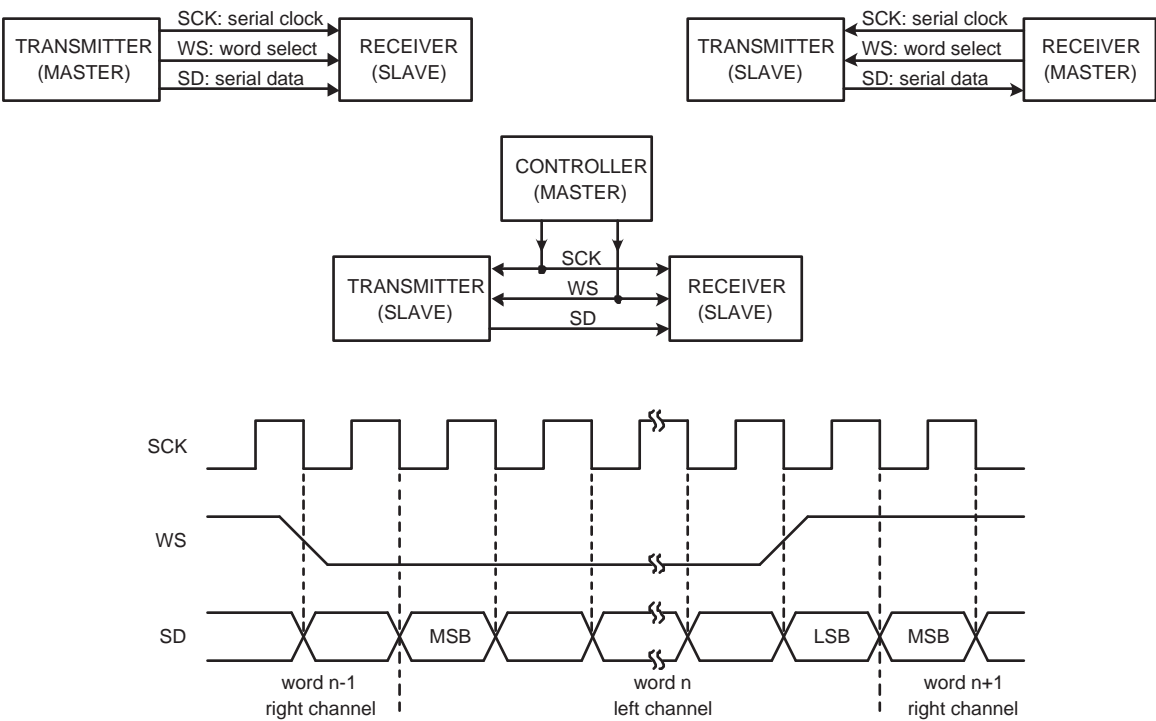 TRANSMITTER
(MASTER)
SCK: serial clock
WS: word select
SD: serial data
RECEIVER
(SLAVE)
TRANSMITTER
(SLAVE)
SCK: serial clock
WS: word select
SD: serial data
RECEIVER
(MASTER)
CONTROLLER
(MASTER)
TRANSMITTER
(SLAVE)
SCK
WS
SD
RECEIVER
(SLAVE)
SCK
WS
SD
MSB
LSB
MSB
word n-1
right channel
word n
left channel
word n+1
right channel